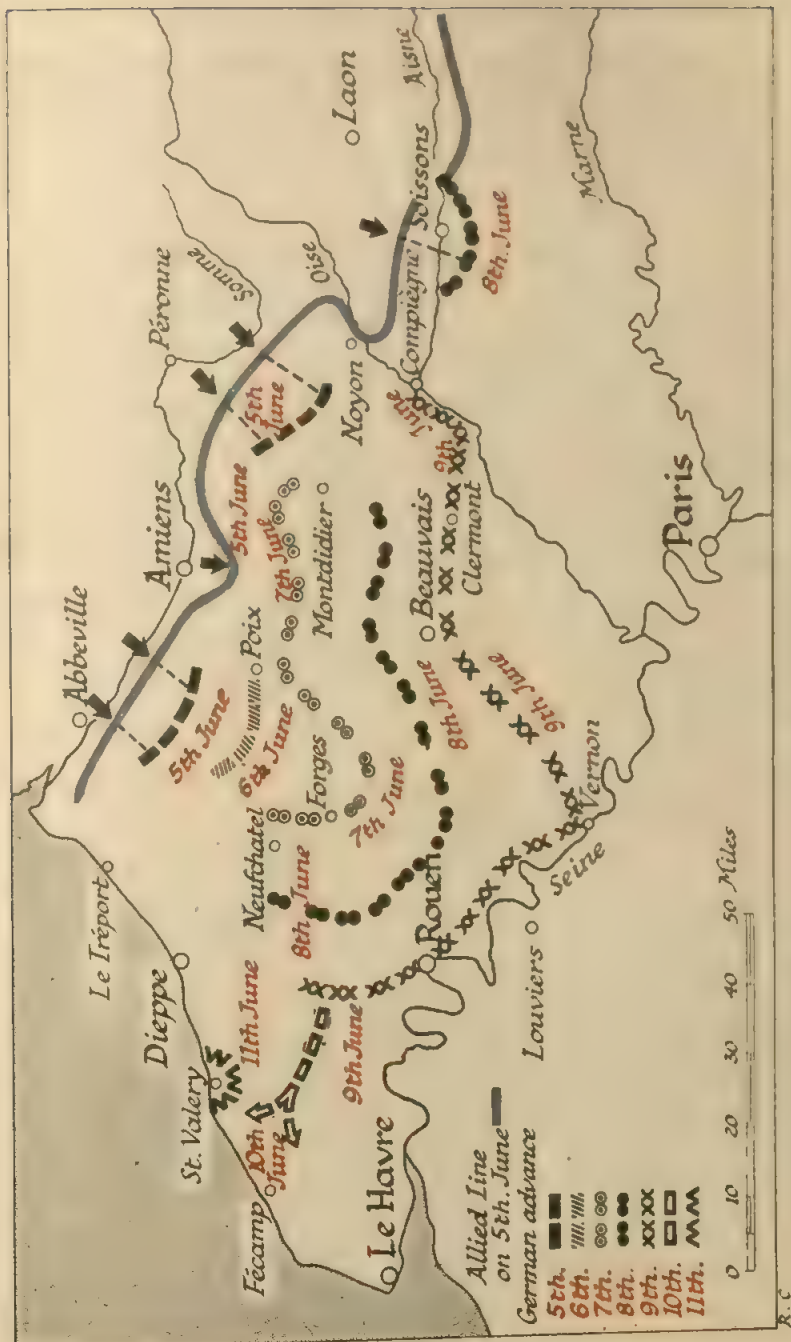 Le Tréport
Abbeville
Amiens
Péronne
Somme
Oise
Laon
Aisne
Dieppe
St. Valery
Fécamp
Le Havre
Neufchatel
Forges
Poix
Montdidier
Noyon
Compiègne
Soissons
Beauvais
Clermont
Rouen
Louviers
Vernon
Seine
Paris
Marne
5th June
5th June
5th
June
6th June
7th June
7th June
8th June
8th June
8th. June
9th June
9th June
9th
June
10th
June
11th June
Allied Line
on 5th. June
German advance
5th.
6th.
7th.
8th.
9th.
10th.
11th.
0 10 20 30 40 50 Miles
R. C